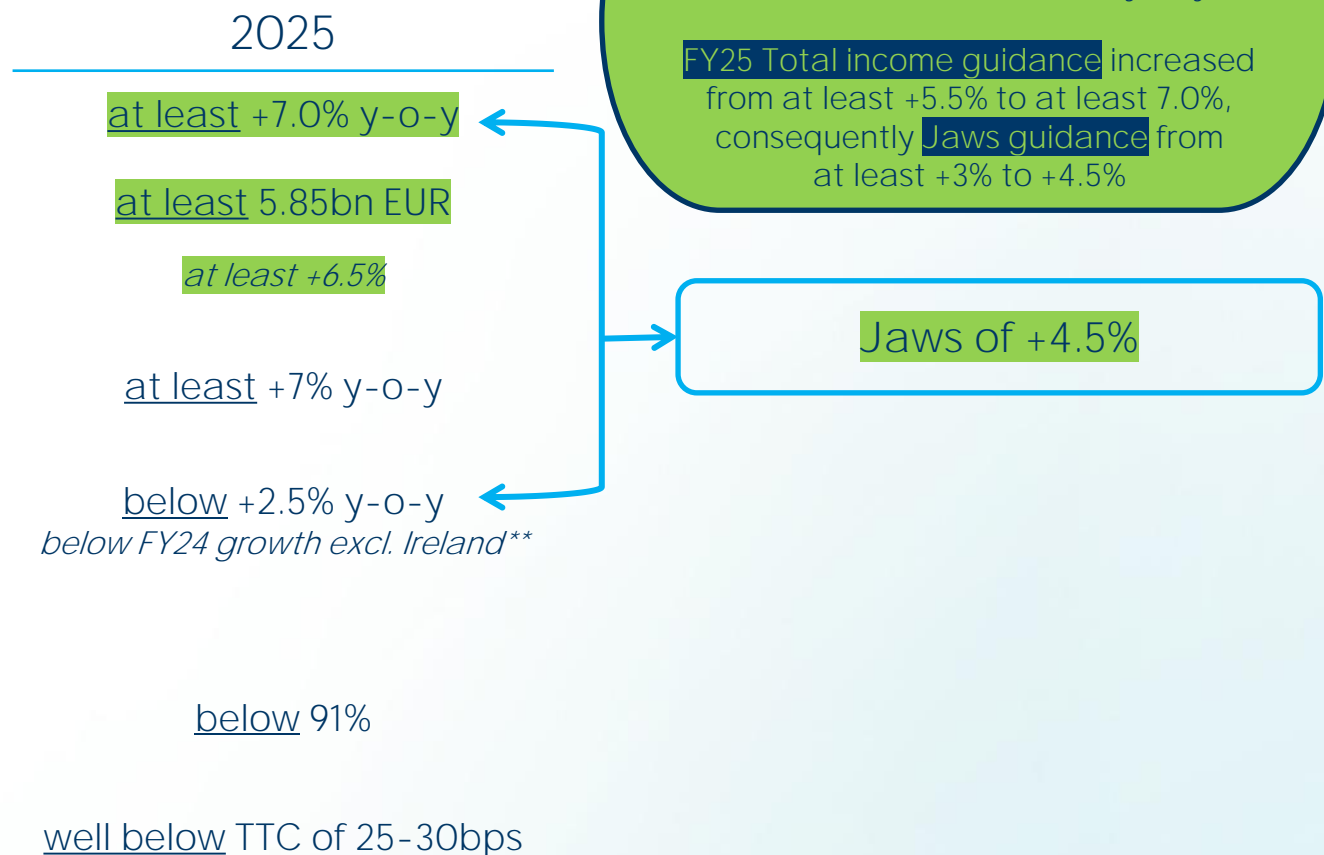 2025
at least +7.0% y-o-y
at least 5.85bn EUR
at least +6.5%
at least +7% y-o-y
below +2.5% y-o-y
below FY24 growth excl. Ireland**
below 91%
well below TTC of 25-30bps
FY25 Total income guidance increased
from at least +5.5% to at least 7.0%,
consequently Jaws guidance from
at least +3% to +4.5%
Jaws of +4.5%